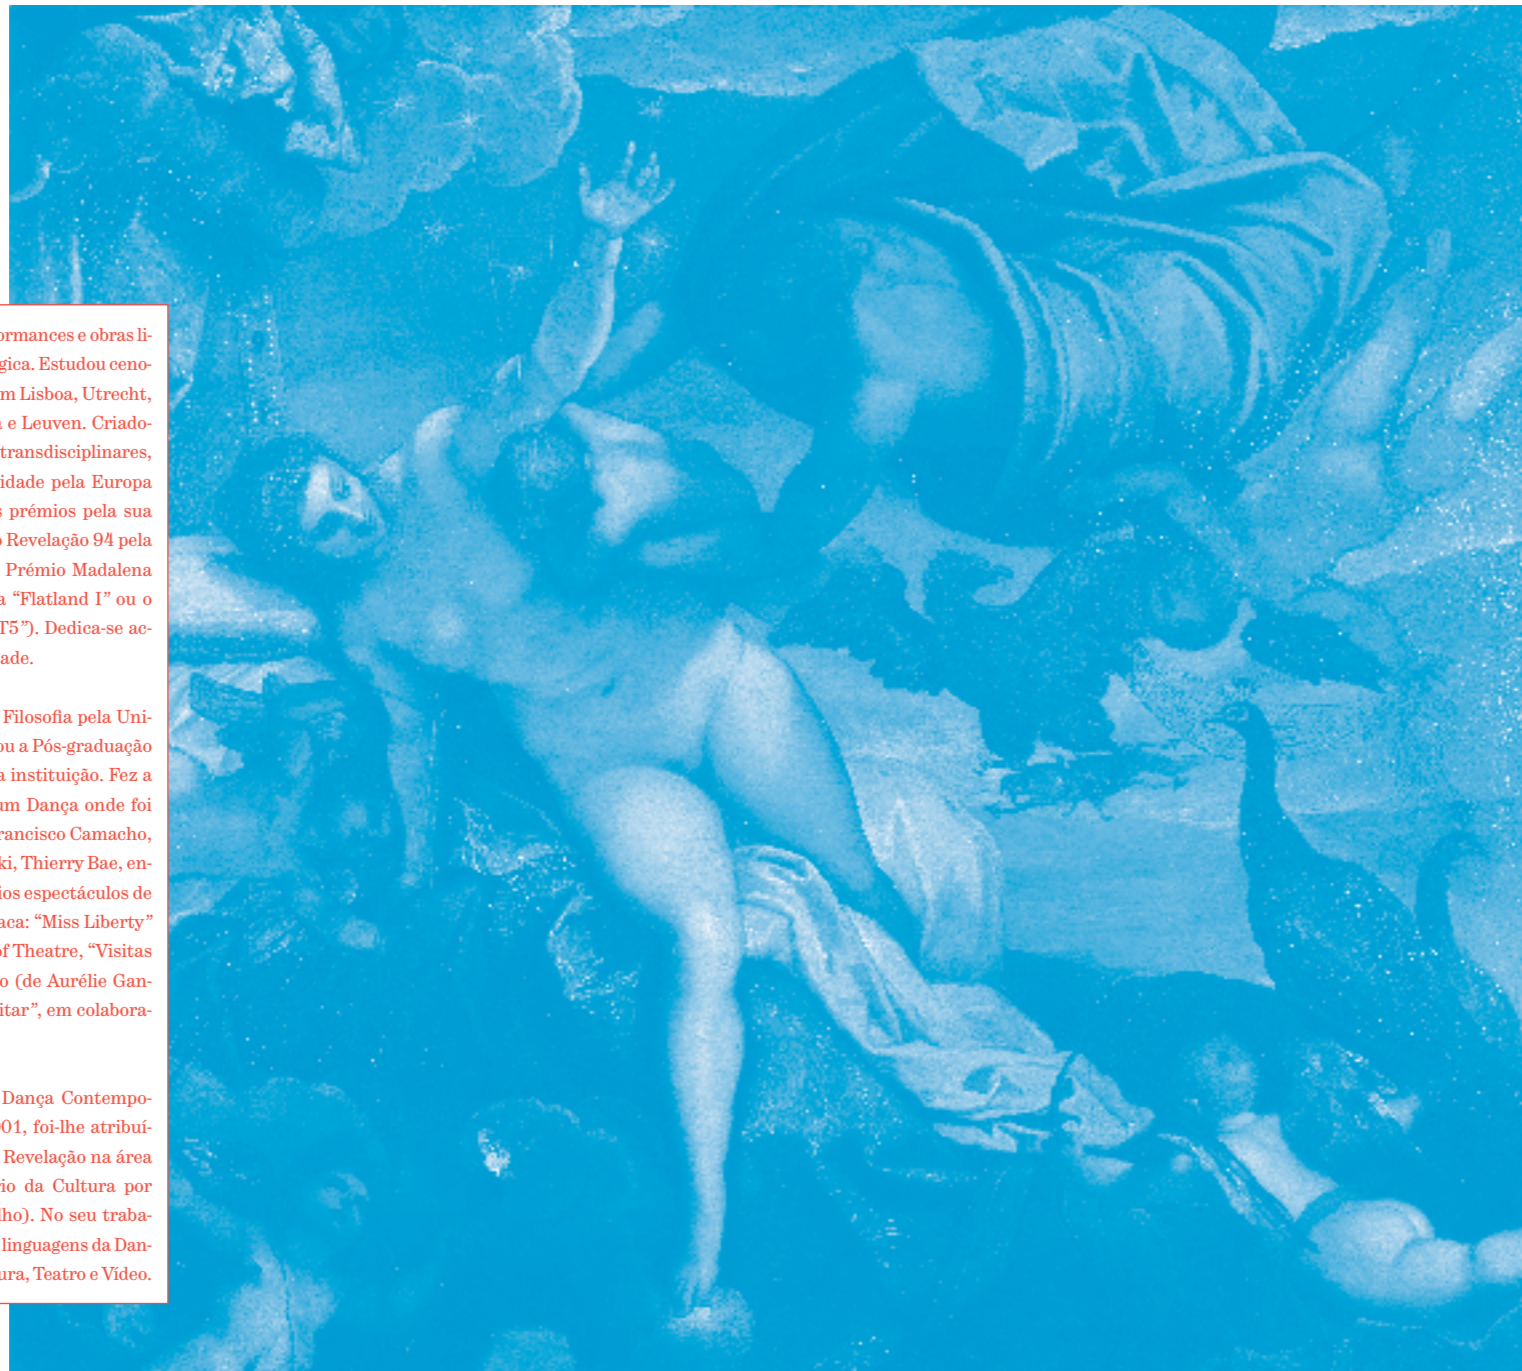 ormances e obras li-
gica. Estudou ceno-
m Lisboa, Utrecht,
e Leuven. Criado-
transdisciplinares,
idade pela Europa
s prémios pela sua
o Revelação 94 pela
Prémio Madalena
a “Flatland I” ou o
T5”). Dedica-se ac-
ade.
Filosofia pela Uni-
ou a Pós-graduação
a instituição. Fez a
um Dança onde foi
rancisco Camacho,
ki, Thierry Bae, en-
ios espectáculos de
aca: “Miss Liberty”
of Theatre, “Visitas
o (de Aurélie Gan-
itar”, em colabora-
Dança Contempo-
01, foi-lhe atribuí-
Revelação na área
io da Cultura por
lho). No seu traba-
linguagens da Dan-
ura, Teatro e Vídeo.